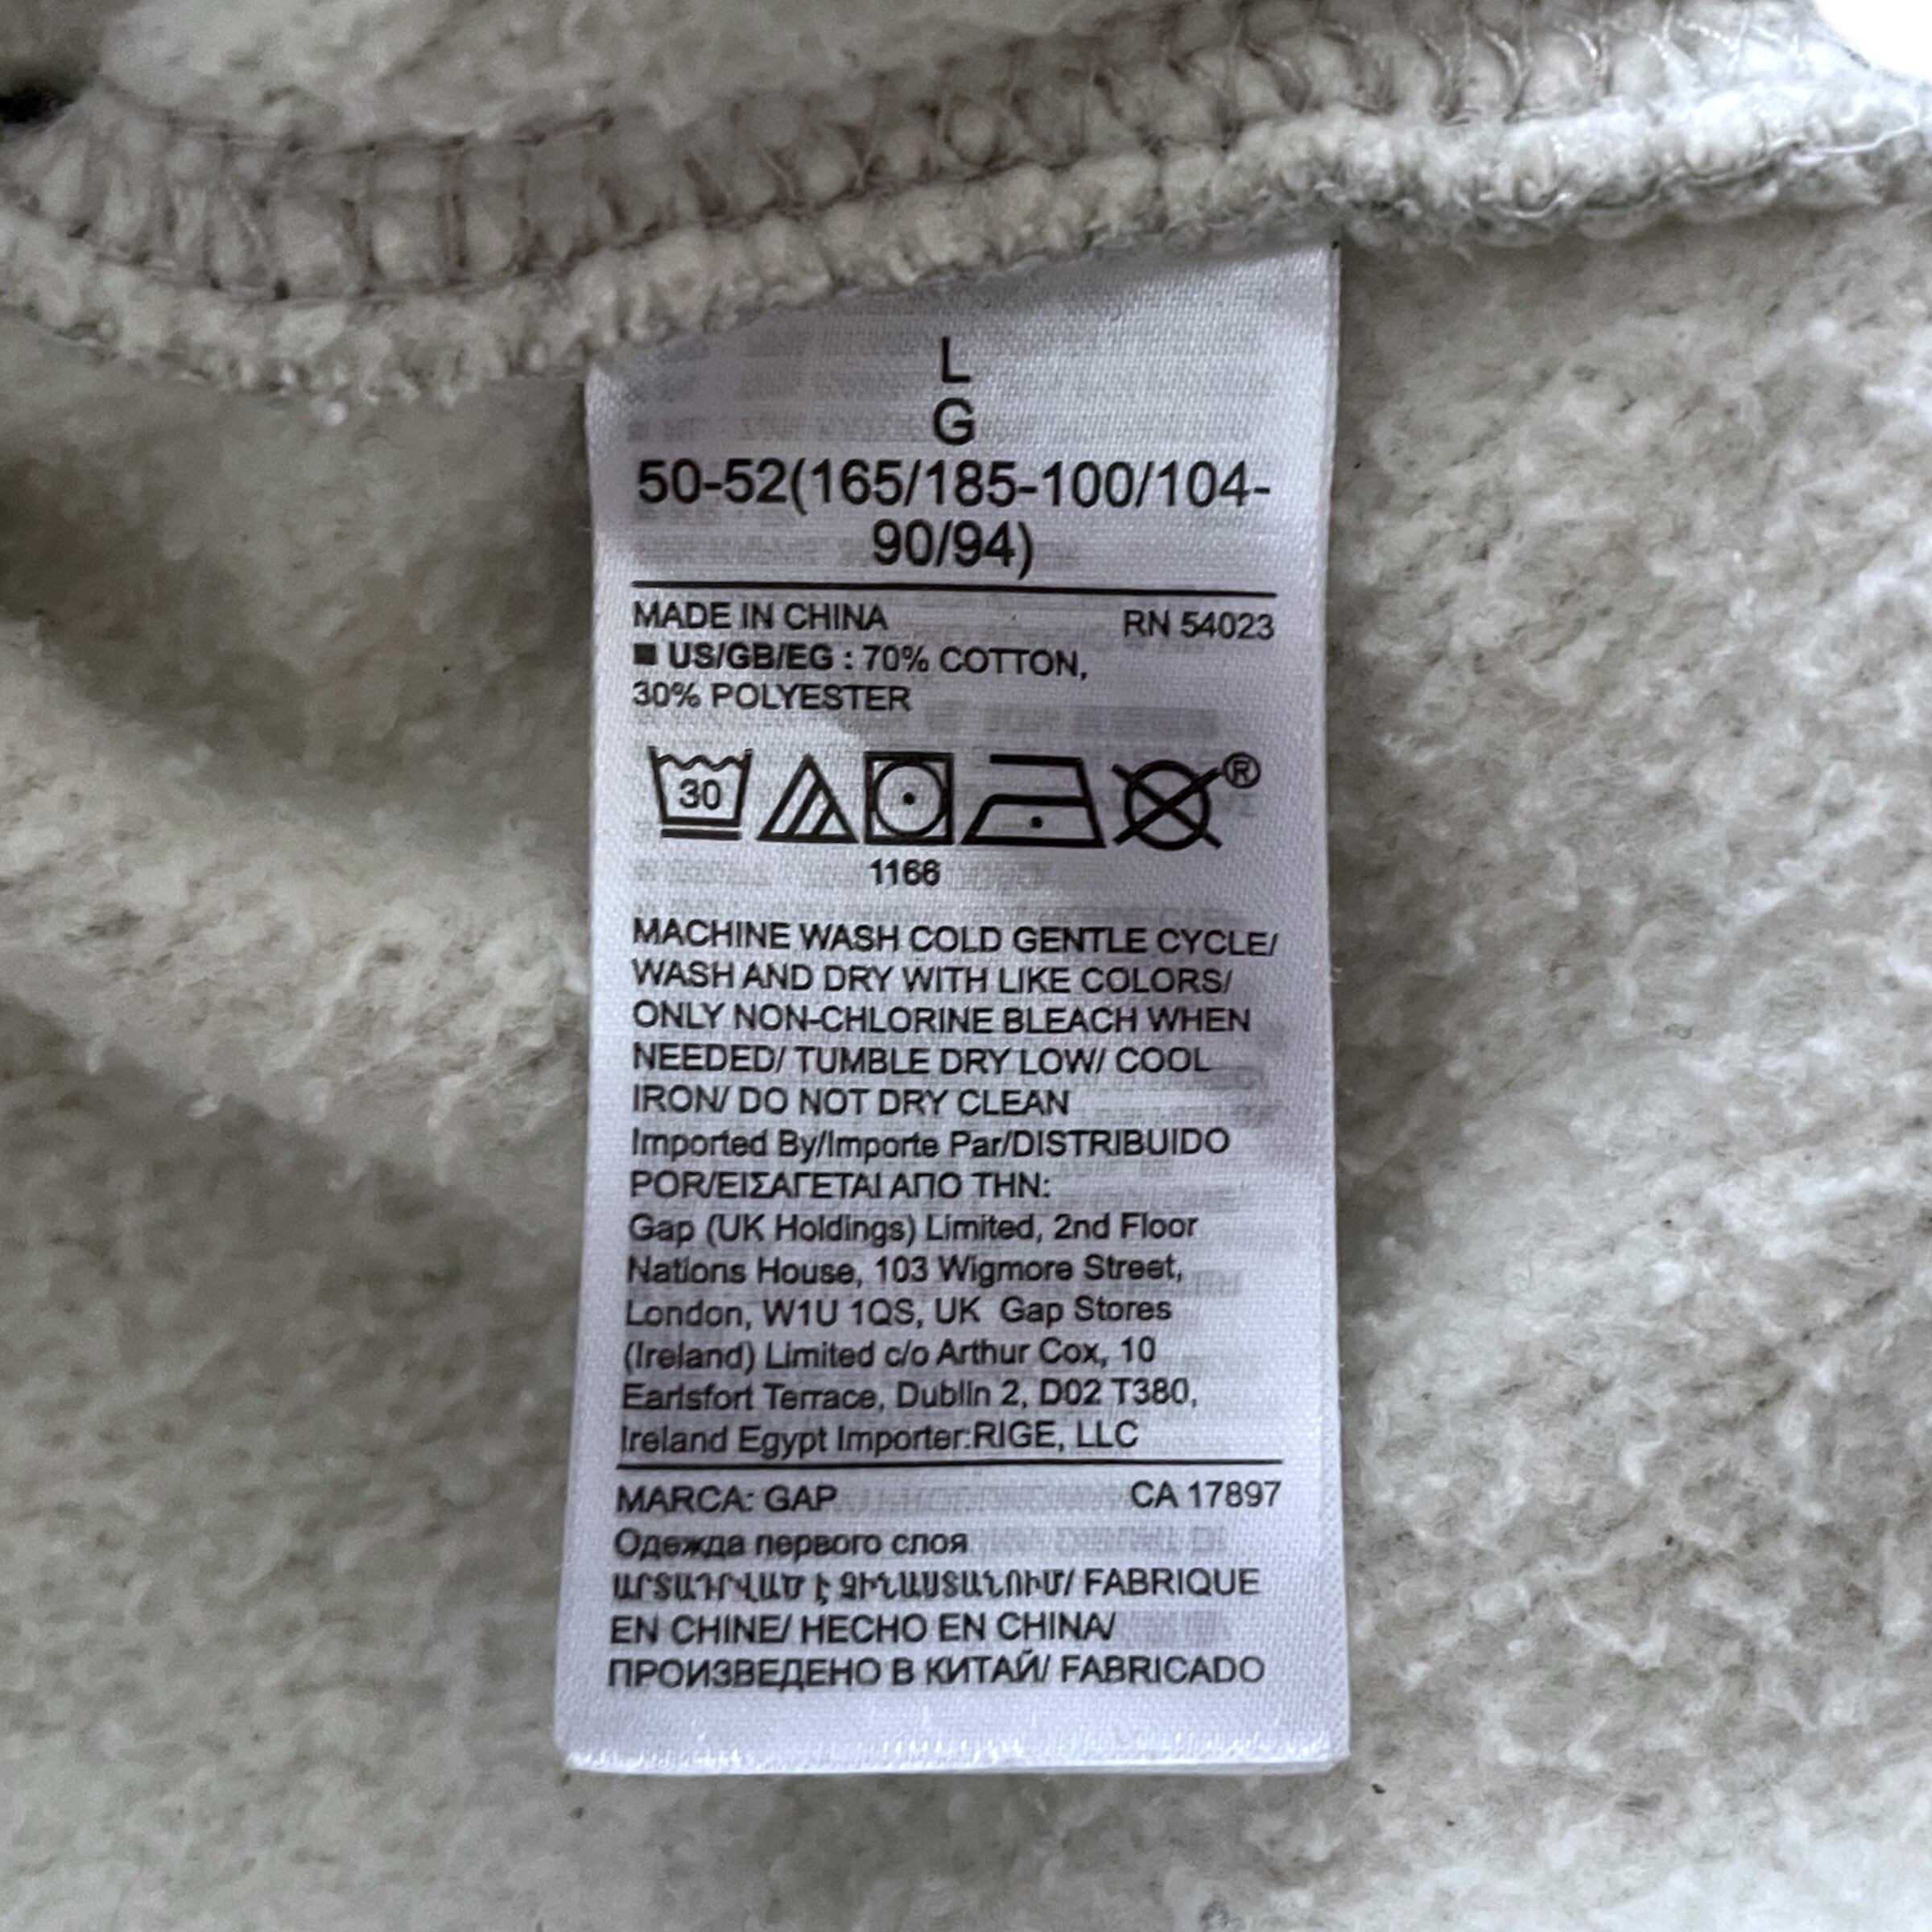 L
G
50-52(165/185-100/104-
90/94)
MADE IN CHINA RN 54023
■ US/GB/EG : 70% COTTON,
30% POLYESTER
30
®
1166
MACHINE WASH COLD GENTLE CYCLE/
WASH AND DRY WITH LIKE COLORS/
ONLY NON-CHLORINE BLEACH WHEN
NEEDED/ TUMBLE DRY LOW/ COOL
IRON/ DO NOT DRY CLEAN
Imported By/Importe Par/DISTRIBUIDO
POR/ΕΙΣΑΓΕΤΑΙ ΑΠΟ ΤΗΝ:
Gap (UK Holdings) Limited, 2nd Floor
Nations House, 103 Wigmore Street,
London, W1U 1QS, UK Gap Stores
(Ireland) Limited c/o Arthur Cox, 10
Earlsfort Terrace, Dublin 2, D02 T380,
Ireland Egypt Importer:RIGE, LLC
MARCA: GAP CA 17897
Одежда первого слоя
ԱՐՏԱԴՐՎԱԾ Է ՉԻՆԱՍՏԱՆՈՒՄ/ FABRIQUE
EN CHINE/ HECHO EN CHINA/
ПРОИЗВЕДЕНО В КИТАЙ/ FABRICADO